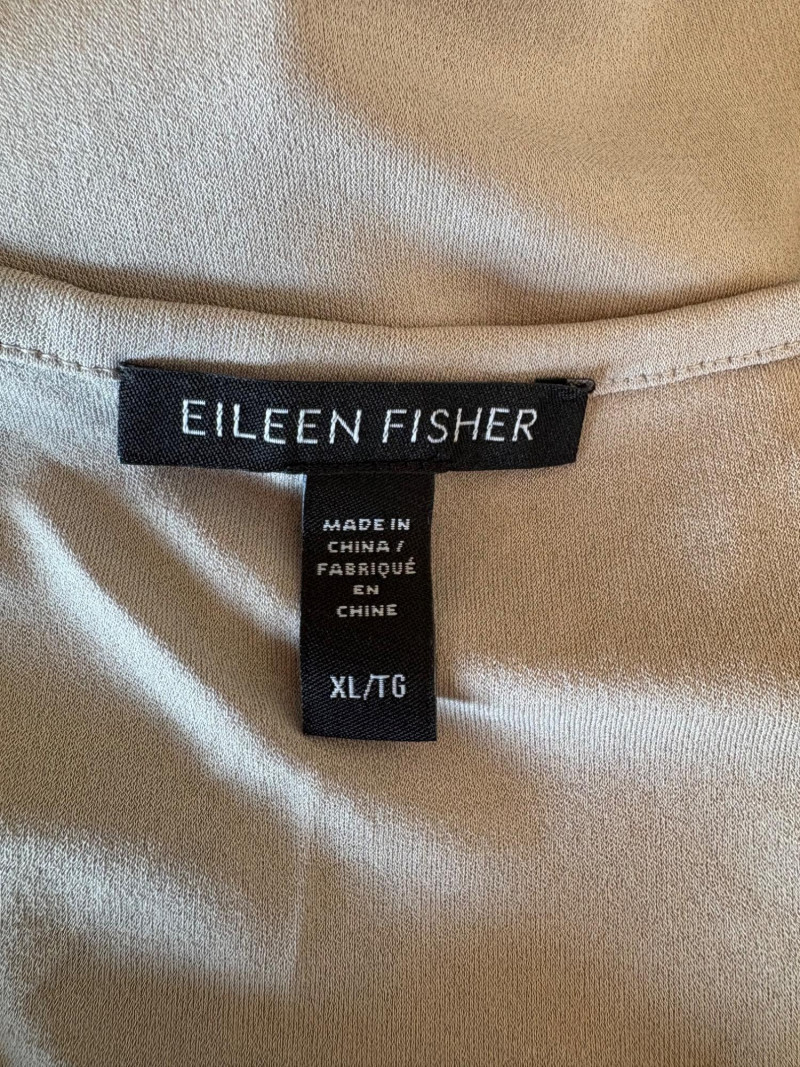 EILEEN FISHER
MADE IN
CHINA /
FABRIQUÉ
EN
CHINE
XL/TG